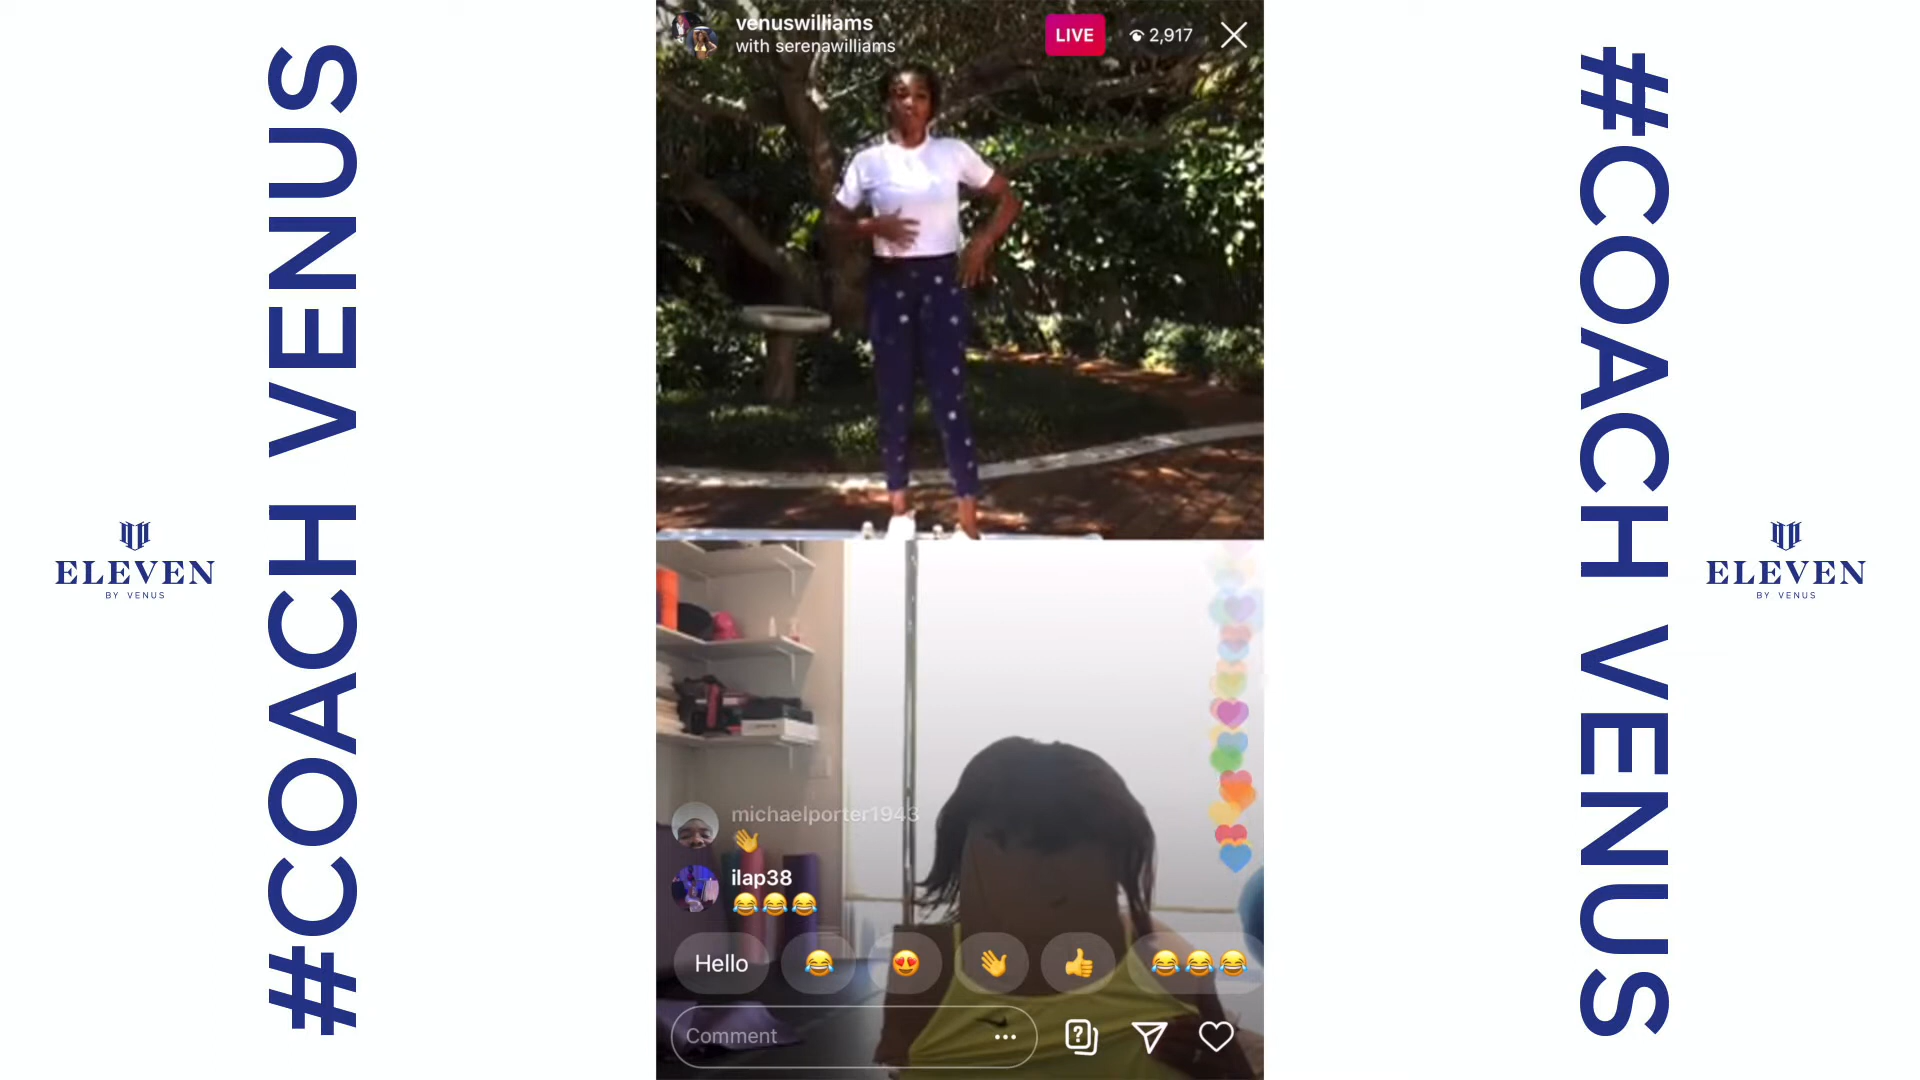 #COACH VENUS
ELEVEN
BY VENUS
venuswilliams
with serenawilliams
LIVE
2,917
michaelporter1943
👋
ilap38
😂😂😂
Hello
😂
😍
👋
👍
😂😂😂
Comment
#COACH VENUS
ELEVEN
BY VENUS